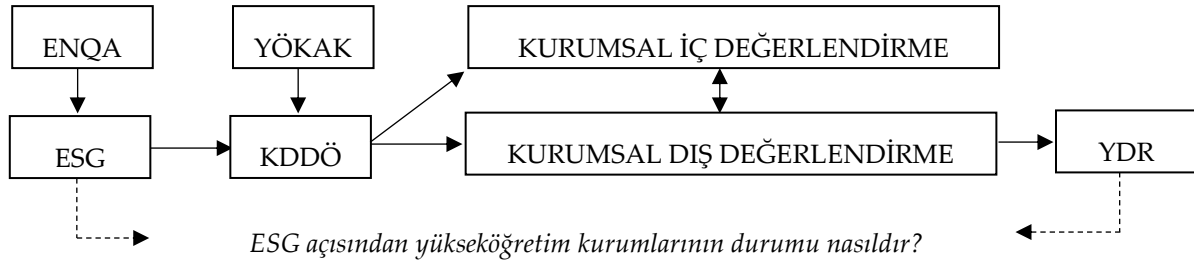 ENQA
YÖKAK
KURUMSAL İÇ DEĞERLENDİRME
ESG
KDDÖ
KURUMSAL DIŞ DEĞERLENDİRME
YDR
ESG açısından yükseköğretim kurumlarının durumu nasıldır?